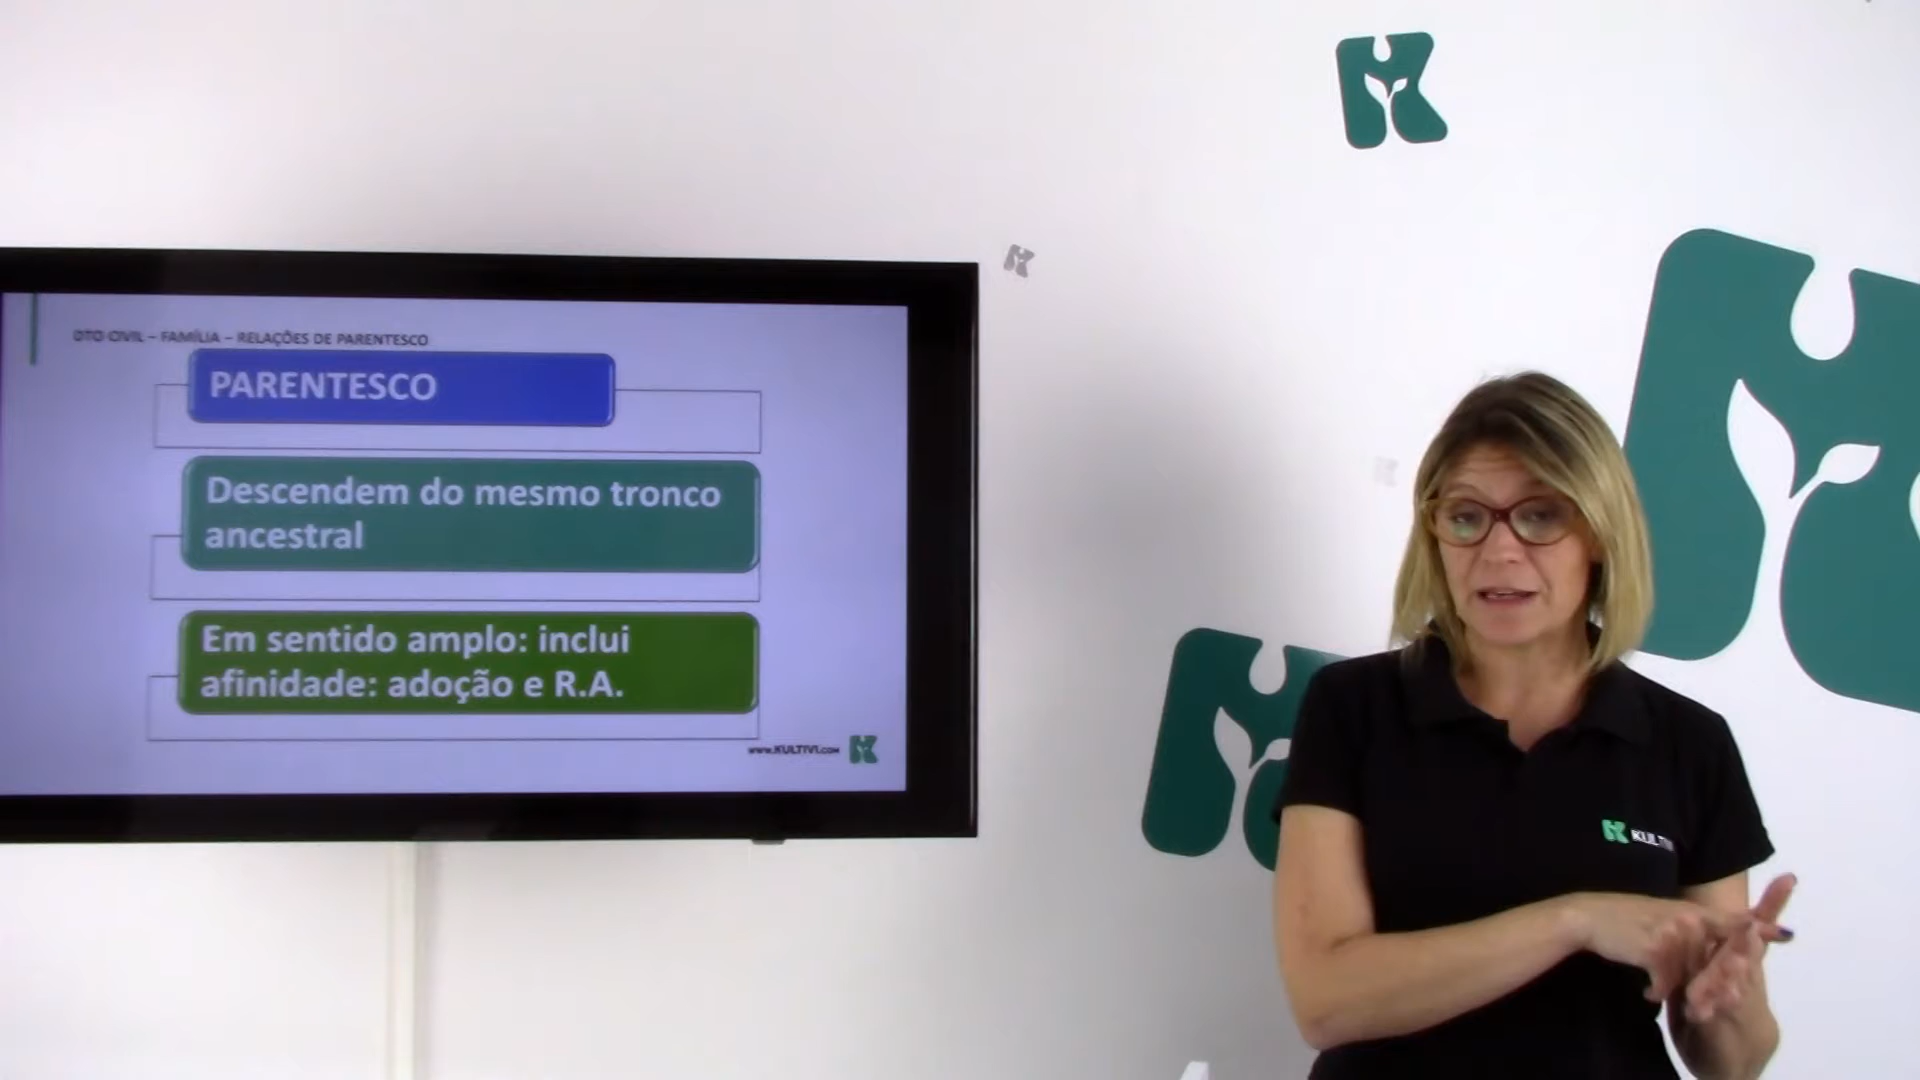 DTO CIVIL – FAMÍLIA – RELAÇÕES DE PARENTESCO
PARENTESCO
Descendem do mesmo tronco
ancestral
Em sentido amplo: inclui
afinidade: adoção e R.A.
www.KULTIVI.com
KULTIVI